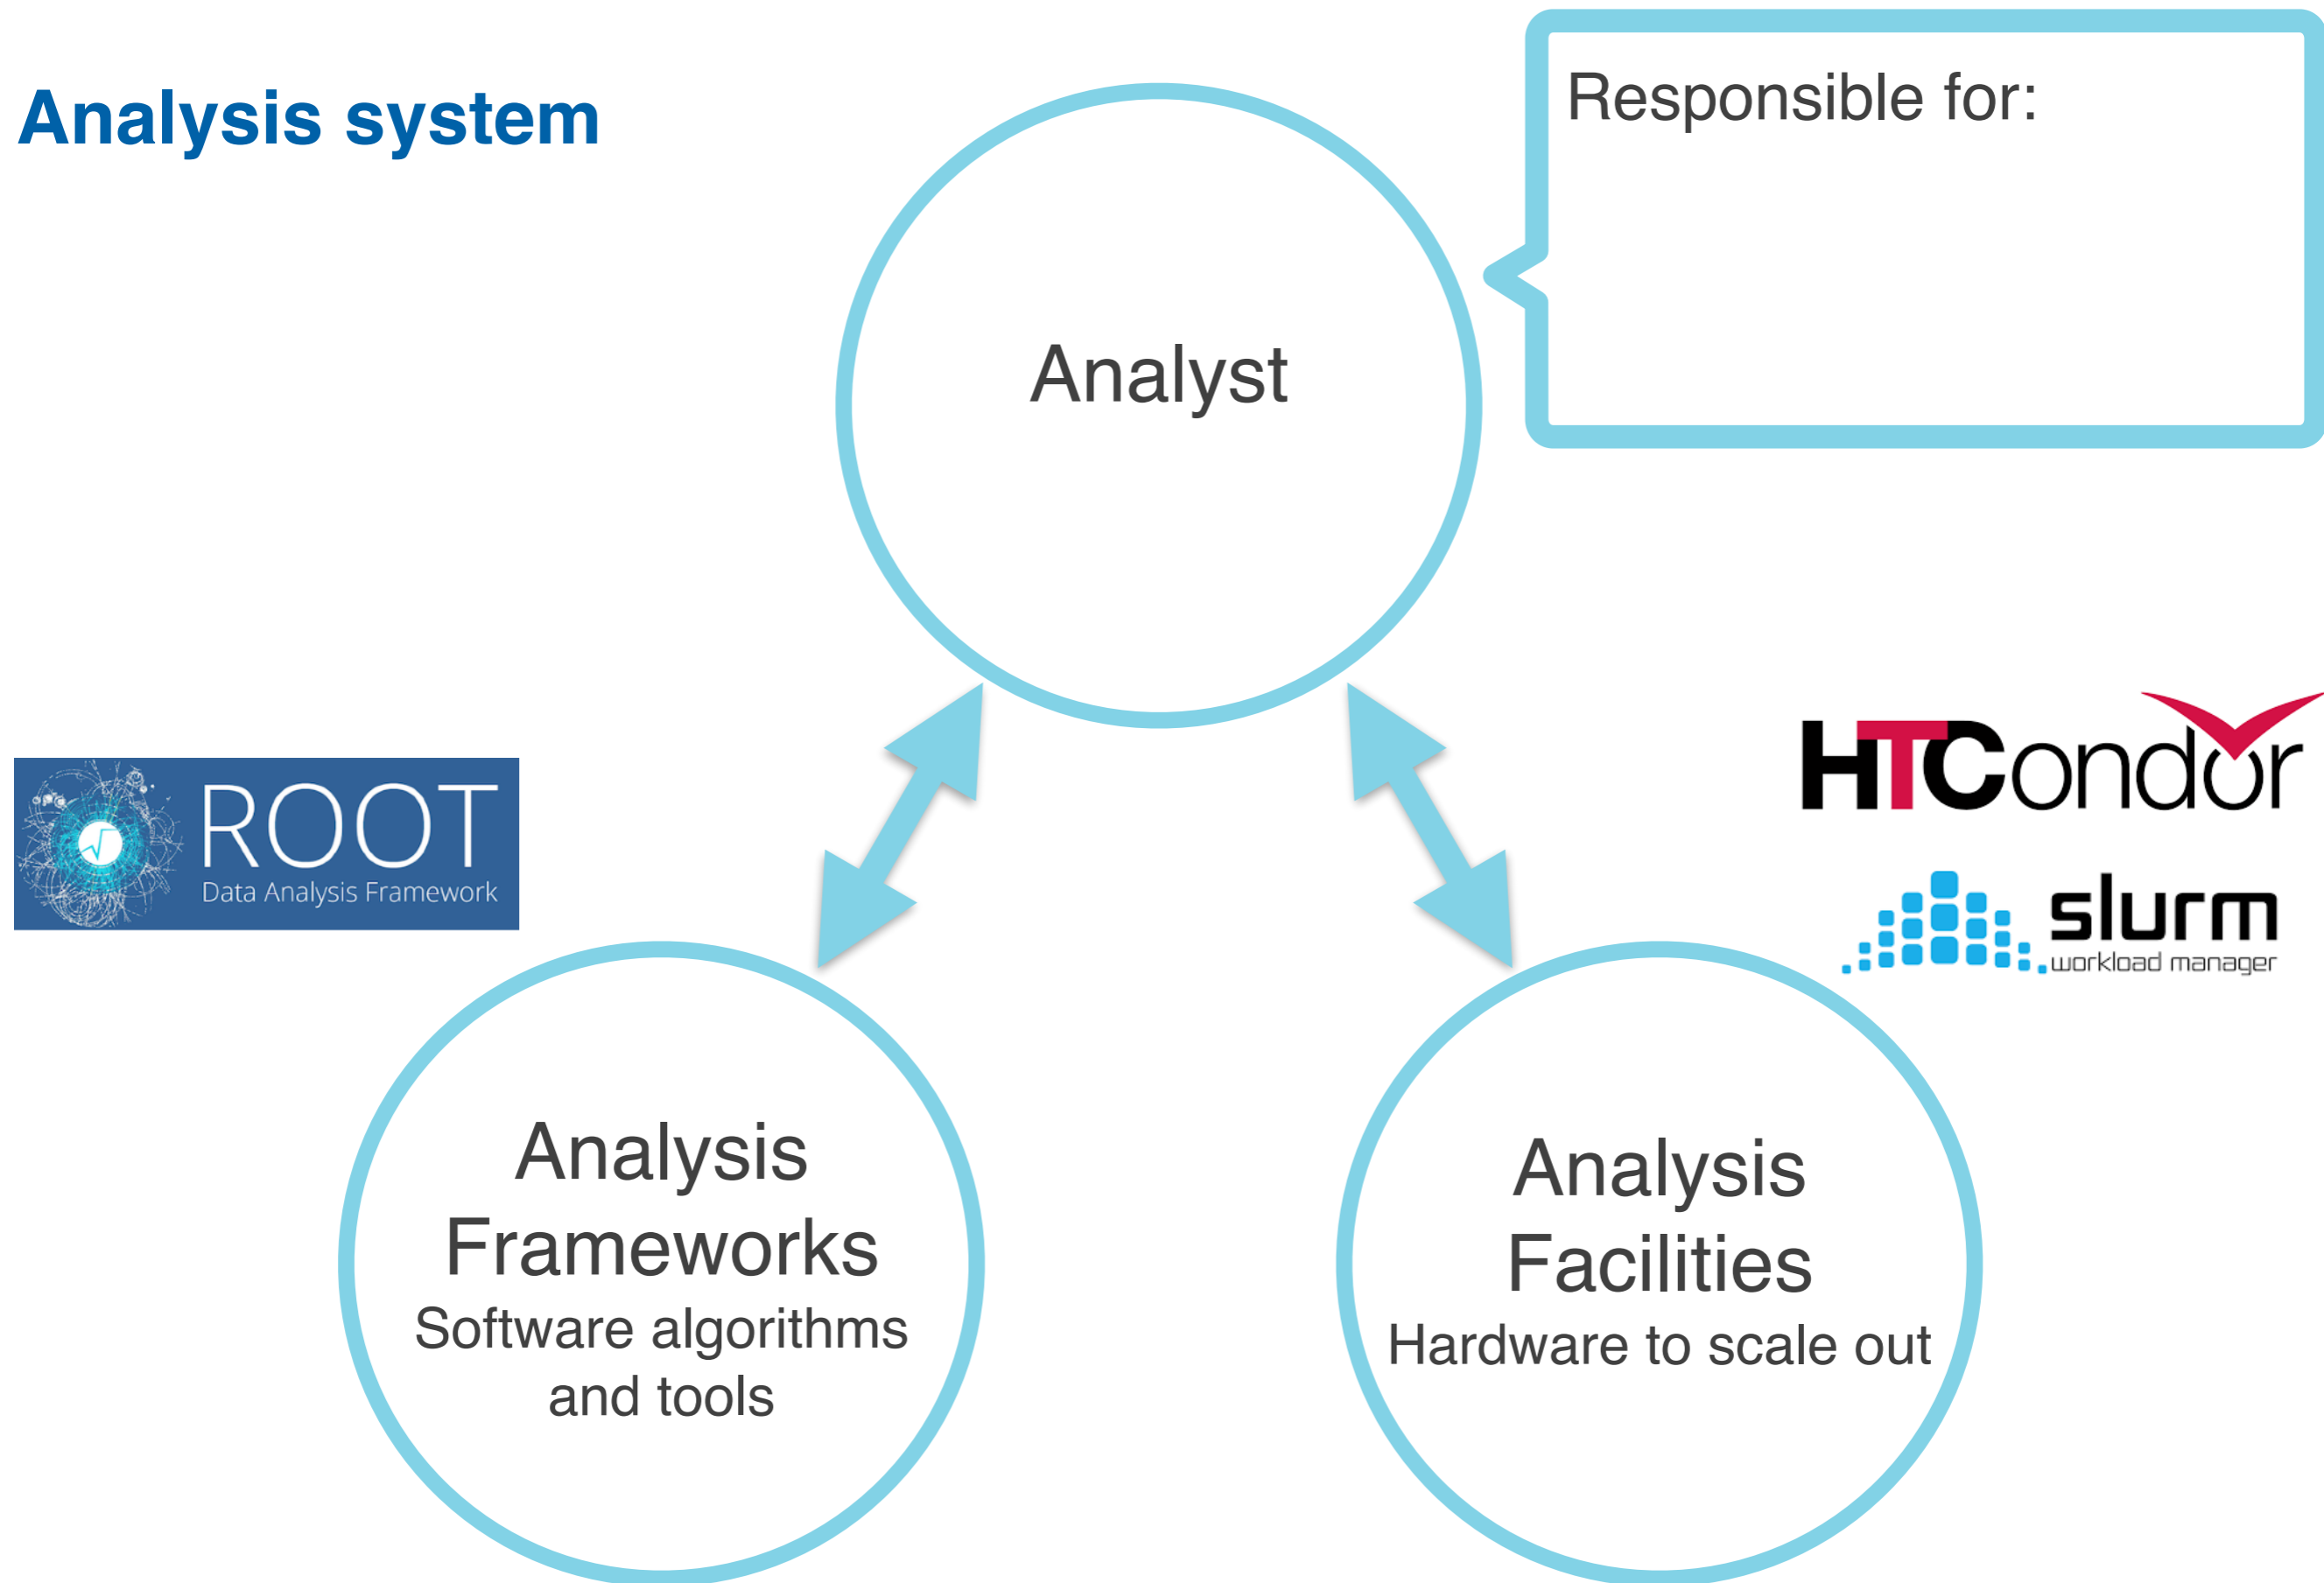 Analysis system
Responsible for:
Analyst
HTCondor
ROOT
Data Analysis Framework
slurm
workload manager
Analysis
Frameworks
Software algorithms
and tools
Analysis
Facilities
Hardware to scale out